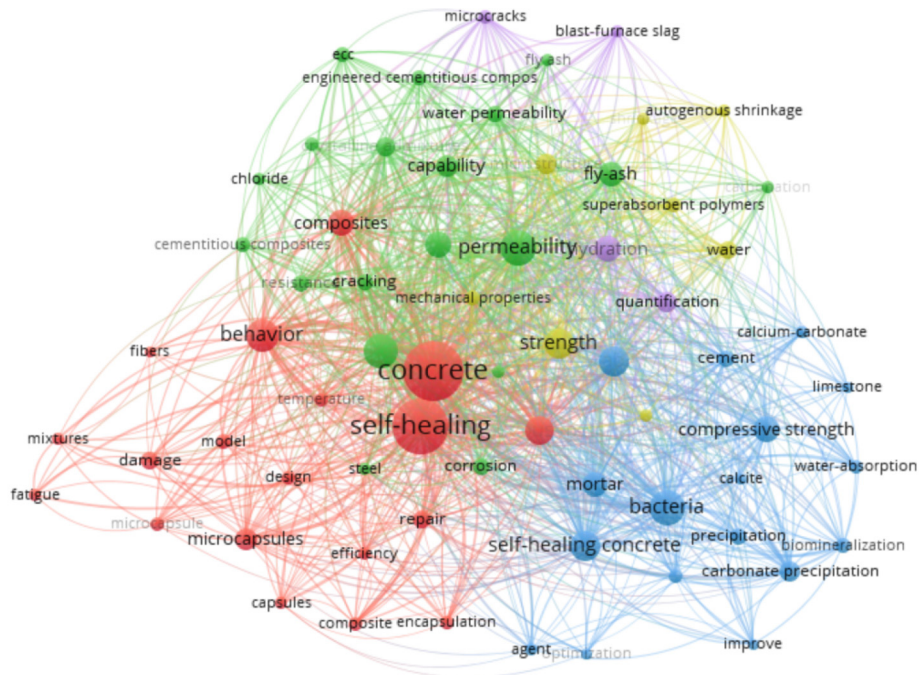 microcracks
blast-furnace slag
ecc
fly-ash
engineered cementitious compos
water permeability
autogenous shrinkage
capability
fly-ash
chloride
superabsorbent polymers
composites
cementitious composites
permeability
hydration
water
resistance
cracking
mechanical properties
quantification
behavior
strength
calcium-carbonate
fibers
cement
concrete
limestone
temperature
self-healing
compressive strength
mixtures
model
damage
steel
corrosion
water-absorption
design
mortar
calcite
fatigue
bacteria
microcapsule
repair
microcapsules
self-healing concrete
precipitation
biomineralization
efficiency
carbonate precipitation
capsules
composite
encapsulation
agent
optimization
improve